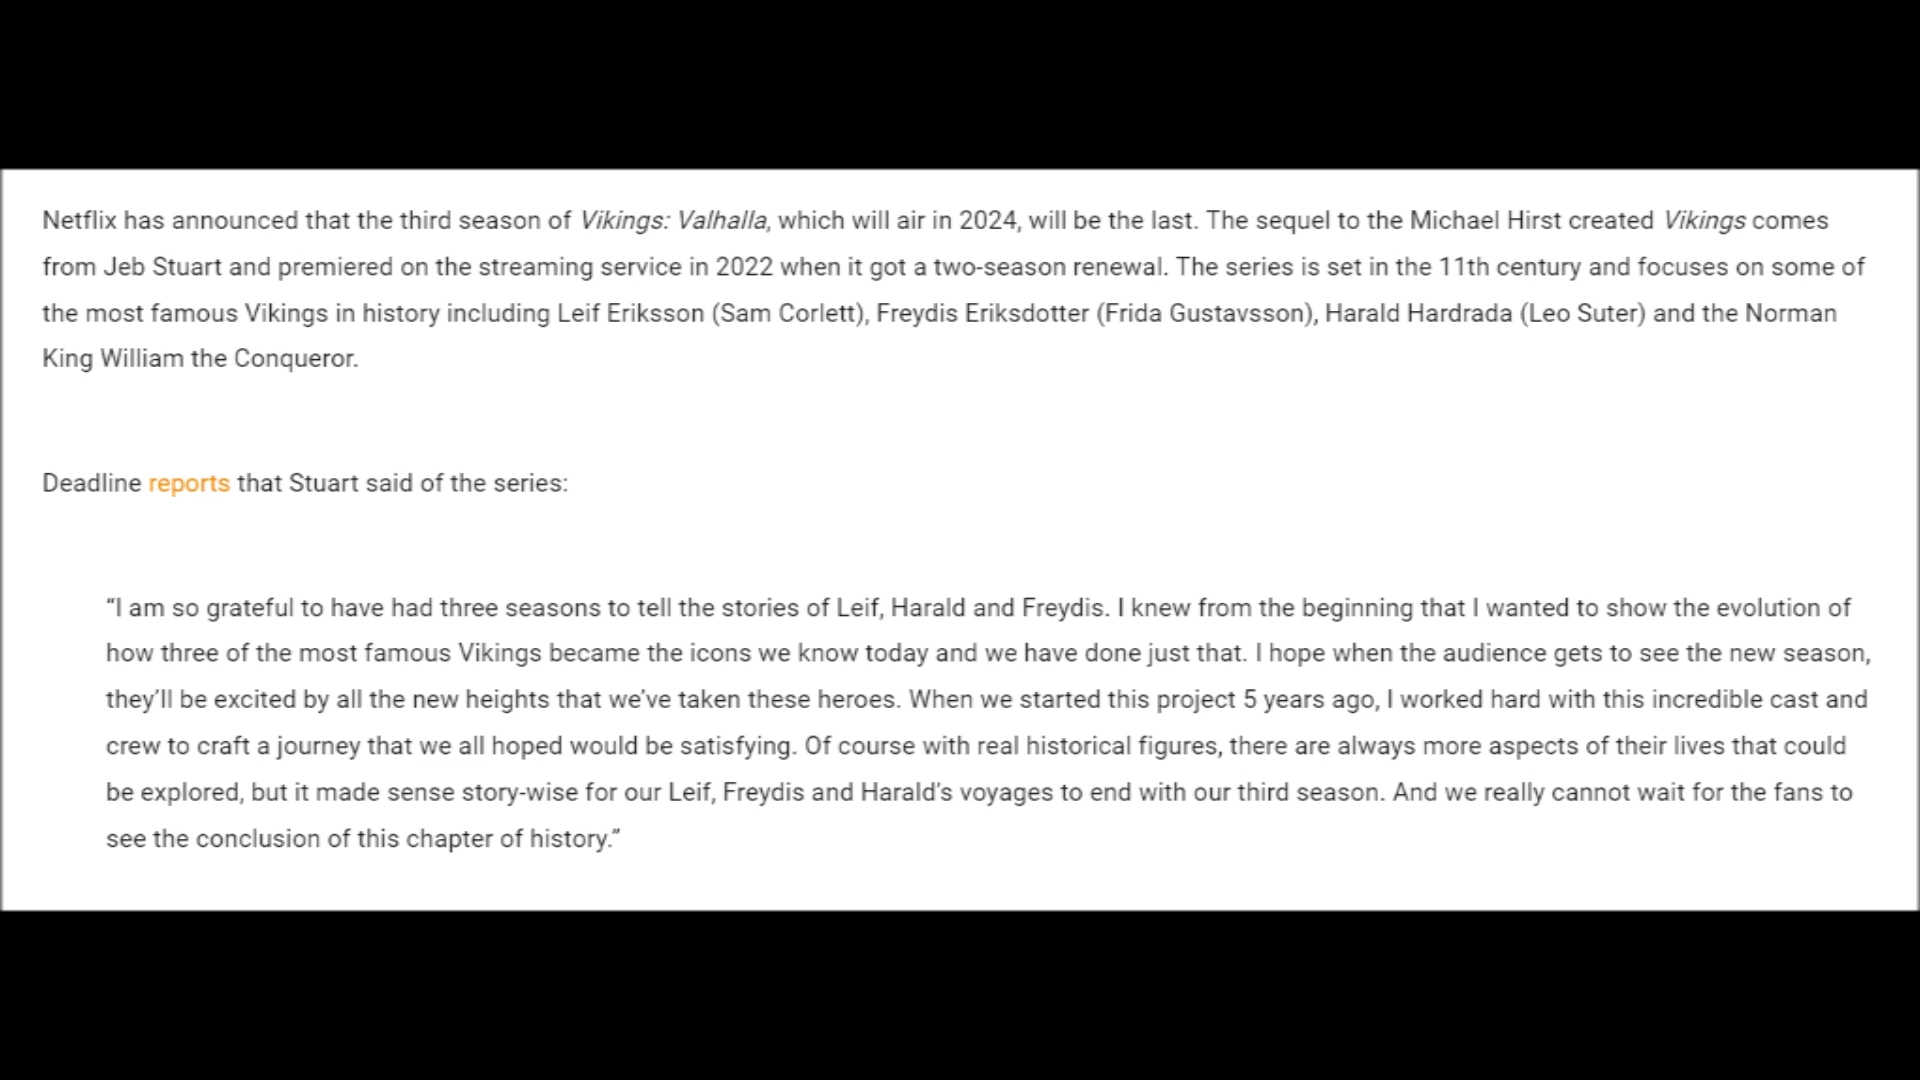 Netflix has announced that the third season of Vikings: Valhalla, which will air in 2024, will be the last. The sequel to the Michael Hirst created Vikings comes
from Jeb Stuart and premiered on the streaming service in 2022 when it got a two-season renewal. The series is set in the 11th century and focuses on some of
the most famous Vikings in history including Leif Eriksson (Sam Corlett), Freydis Eriksdotter (Frida Gustavsson), Harald Hardrada (Leo Suter) and the Norman
King William the Conqueror.
Deadline reports that Stuart said of the series:
“I am so grateful to have had three seasons to tell the stories of Leif, Harald and Freydis. I knew from the beginning that I wanted to show the evolution of
how three of the most famous Vikings became the icons we know today and we have done just that. I hope when the audience gets to see the new season,
they’ll be excited by all the new heights that we’ve taken these heroes. When we started this project 5 years ago, I worked hard with this incredible cast and
crew to craft a journey that we all hoped would be satisfying. Of course with real historical figures, there are always more aspects of their lives that could
be explored, but it made sense story-wise for our Leif, Freydis and Harald’s voyages to end with our third season. And we really cannot wait for the fans to
see the conclusion of this chapter of history.”